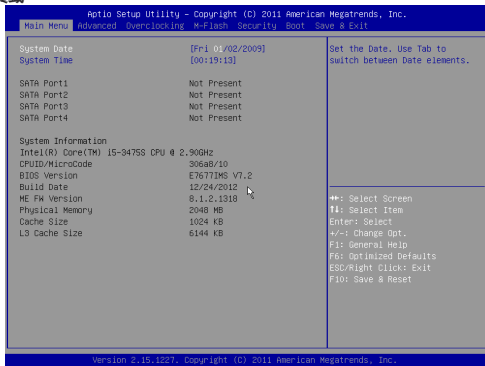 Aptio Setup Utility – Copyright (C) 2011 American Megatrends, Inc.
Main Menu Advanced Overclocking M-Flash Security Boot Save & Exit
System Date [Fri 01/02/2009]
System Time [00:19:13]
SATA Port1 Not Present
SATA Port2 Not Present
SATA Port3 Not Present
SATA Port4 Not Present
System Information
Intel(R) Core(TM) i5-3475S CPU @ 2.90GHz
CPUID/MicroCode 306a8/10
BIOS Version E7677IMS V7.2
Build Date 12/24/2012
ME FW Version 8.1.2.1318
Physical Memory 2048 MB
Cache Size 1024 KB
L3 Cache Size 6144 KB
Set the Date. Use Tab to
switch between Date elements.
→←: Select Screen
↑↓: Select Item
Enter: Select
+/-: Change Opt.
F1: General Help
F6: Optimized Defaults
ESC/Right Click: Exit
F10: Save & Reset
Version 2.15.1227. Copyright (C) 2011 American Megatrends, Inc.